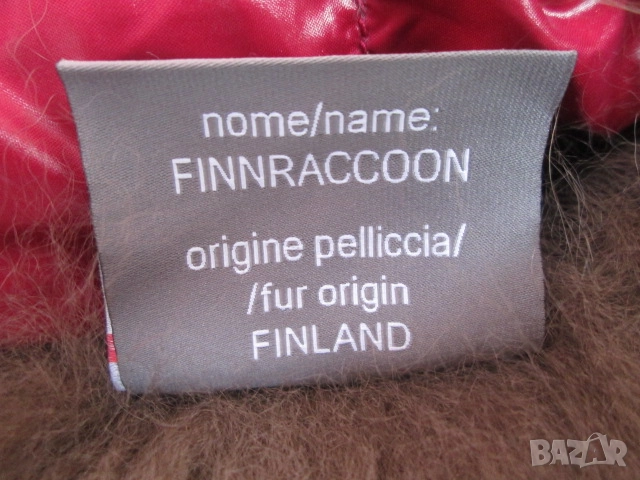 nome/name:
FINNRACCOON
origine pelliccia/
/fur origin
FINLAND
BAZAR